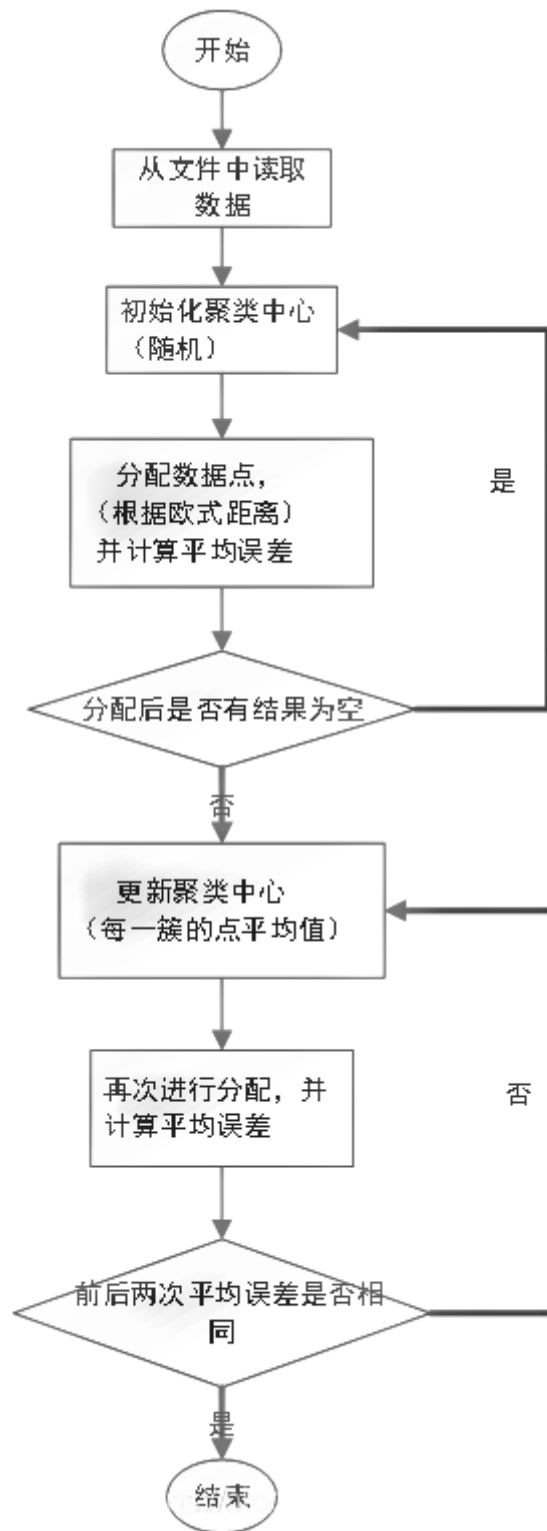 开始
从文件中读取
数据
初始化聚类中心
（随机）
分配数据点，
（根据欧式距离）
并计算平均误差
是
分配后是否有结果为空
否
更新聚类中心
（每一簇的点平均值）
再次进行分配，并
计算平均误差
否
前后两次平均误差是否相
同
是
结束